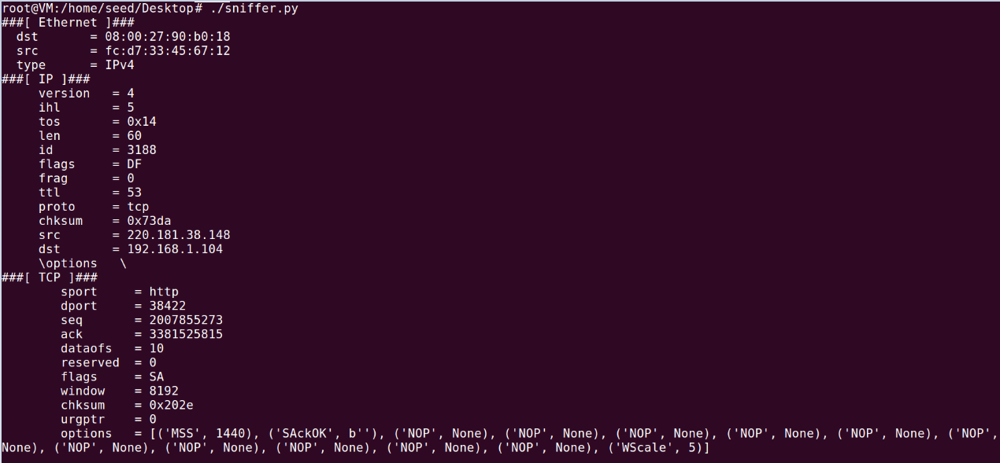 root@VM:/home/seed/Desktop# ./sniffer.py
###[ Ethernet ]###
  dst       = 08:00:27:90:b0:18
  src       = fc:d7:33:45:67:12
  type      = IPv4
###[ IP ]###
     version   = 4
     ihl       = 5
     tos       = 0x14
     len       = 60
     id        = 3188
     flags     = DF
     frag      = 0
     ttl       = 53
     proto     = tcp
     chksum    = 0x73da
     src       = 220.181.38.148
     dst       = 192.168.1.104
     \options   \
###[ TCP ]###
        sport     = http
        dport     = 38422
        seq       = 2007855273
        ack       = 3381525815
        dataofs   = 10
        reserved  = 0
        flags     = SA
        window    = 8192
        chksum    = 0x202e
        urgptr    = 0
        options   = [('MSS', 1440), ('SAckOK', b''), ('NOP', None), ('NOP', None), ('NOP', None), ('NOP', None), ('NOP', None), ('NOP',
None), ('NOP', None), ('NOP', None), ('NOP', None), ('NOP', None), ('NOP', None), ('WScale', 5)]